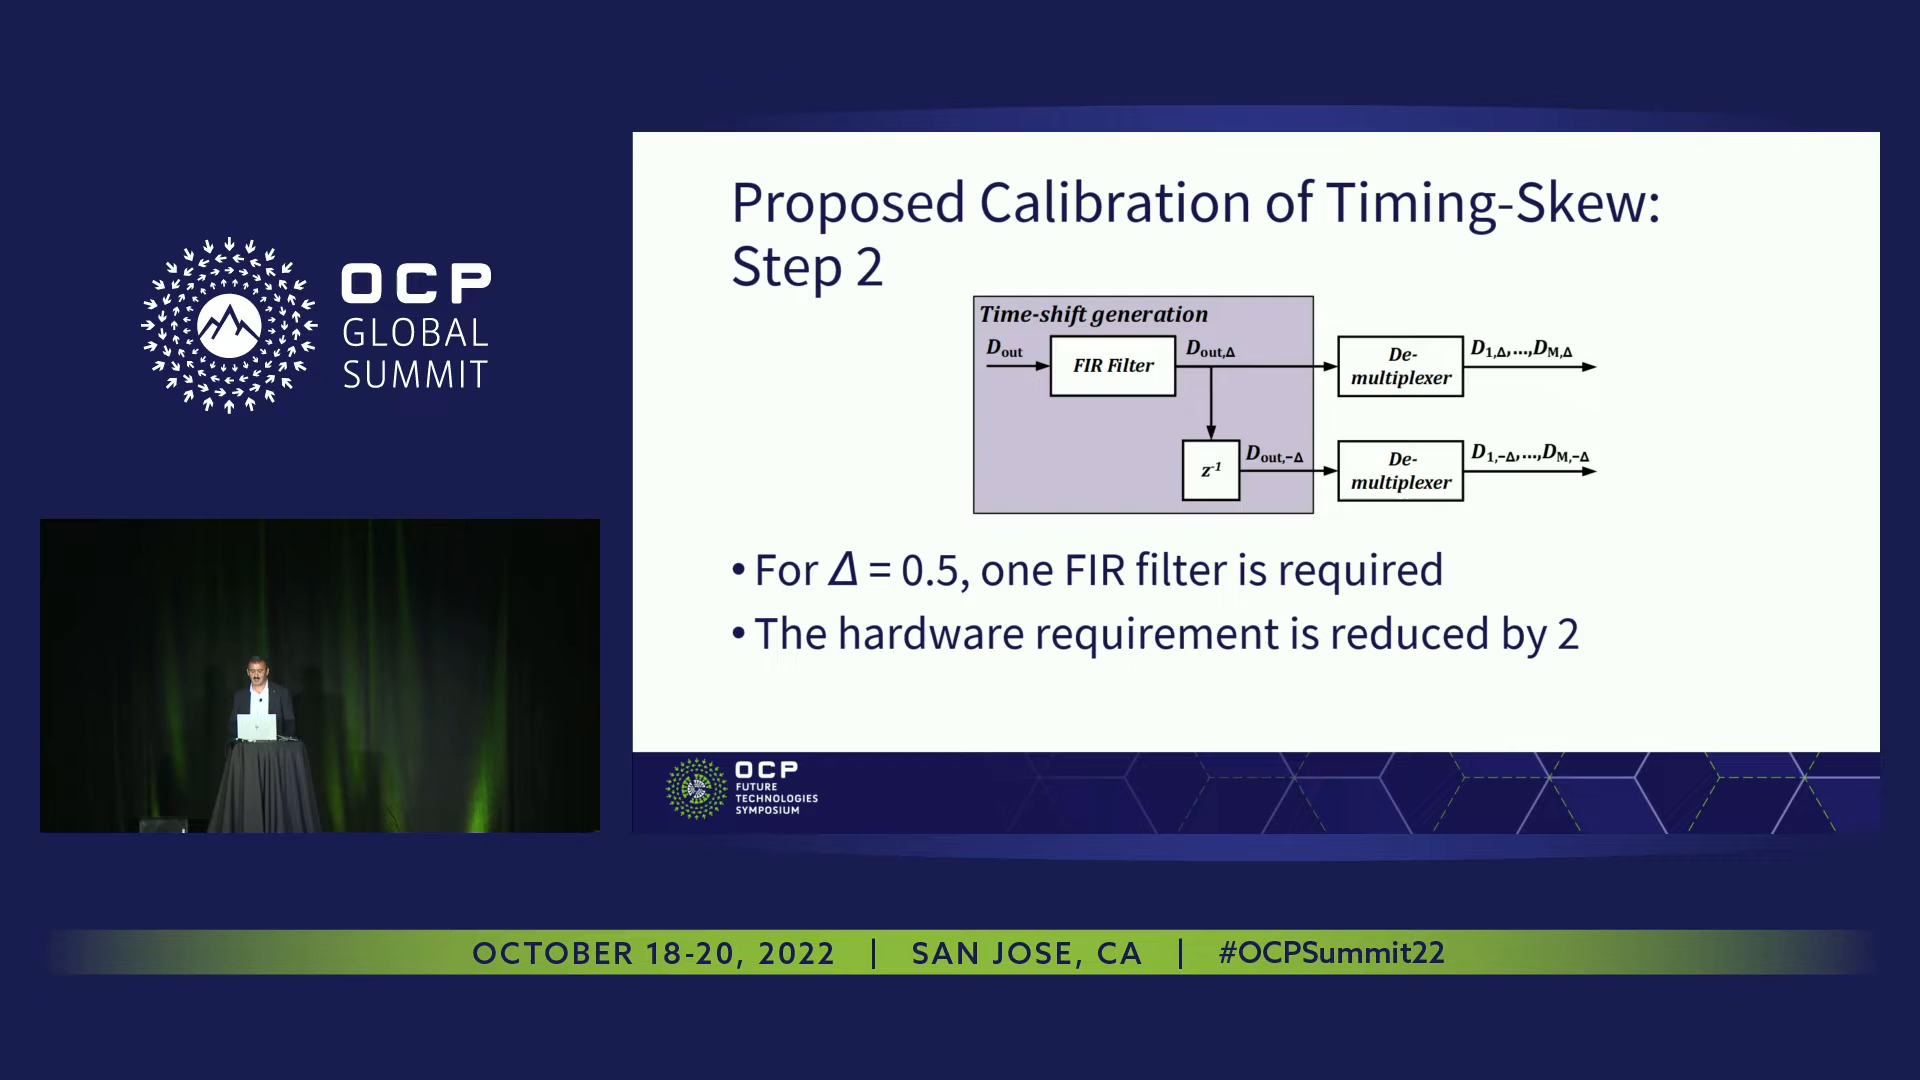 OCP
GLOBAL
SUMMIT
Proposed Calibration of Timing-Skew:
Step 2
Time-shift generation
Dout
FIR Filter
Dout,Δ
De-
multiplexer
D1,Δ,...,DM,Δ
z-1
Dout,−Δ
De-
multiplexer
D1,−Δ,...,DM,−Δ
• For Δ = 0.5, one FIR filter is required
• The hardware requirement is reduced by 2
OCP
FUTURE
TECHNOLOGIES
SYMPOSIUM
OCTOBER 18-20, 2022 | SAN JOSE, CA | #OCPSummit22